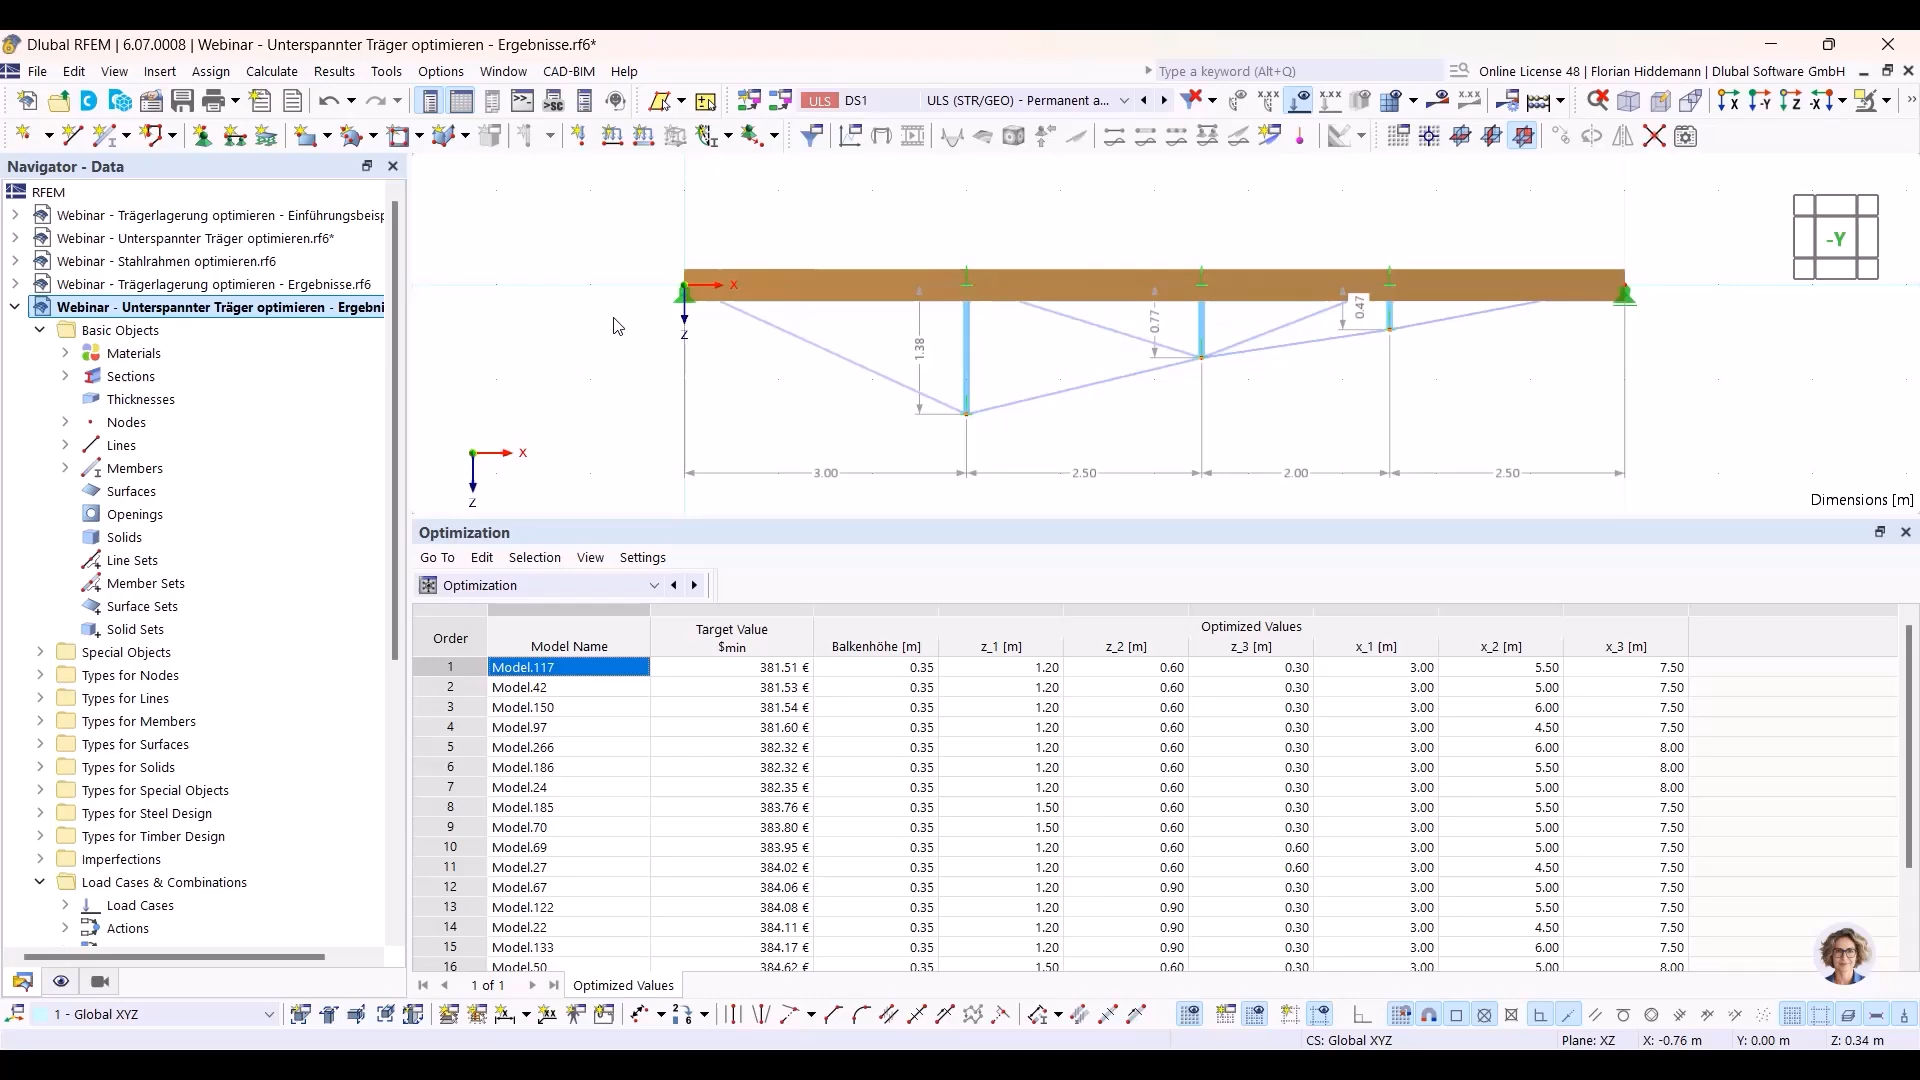 Dlubal RFEM | 6.07.0008 | Webinar - Unterspannter Träger optimieren - Ergebnisse.rf6*
File Edit View Insert Assign Calculate Results Tools Options Window CAD-BIM Help
Type a keyword (Alt+Q)
Online License 48 | Florian Hiddemann | Dlubal Software GmbH
ULS DS1 ULS (STR/GEO) - Permanent a...
Navigator - Data
RFEM
Webinar - Trägerlagerung optimieren - Einführungsbeisp
Webinar - Unterspannter Träger optimieren.rf6*
Webinar - Stahlrahmen optimieren.rf6
Webinar - Trägerlagerung optimieren - Ergebnisse.rf6
Webinar - Unterspannter Träger optimieren - Ergebni
Basic Objects
Materials
Sections
Thicknesses
Nodes
Lines
Members
Surfaces
Openings
Solids
Line Sets
Member Sets
Surface Sets
Solid Sets
Special Objects
Types for Nodes
Types for Lines
Types for Members
Types for Surfaces
Types for Solids
Types for Special Objects
Types for Steel Design
Types for Timber Design
Imperfections
Load Cases & Combinations
Load Cases
Actions
1 - Global XYZ
-Y
X
Z
1.38
0.77
0.47
X
Z
3.00 2.50 2.00 2.50
Dimensions [m]
Optimization
Go To Edit Selection View Settings
Optimization
Order Model Name Target Value $min Optimized Values
Balkenhöhe [m] z_1 [m] z_2 [m] z_3 [m] x_1 [m] x_2 [m] x_3 [m]
1 Model.117 381.51 € 0.35 1.20 0.60 0.30 3.00 5.50 7.50
2 Model.42 381.53 € 0.35 1.20 0.60 0.30 3.00 5.00 7.50
3 Model.150 381.54 € 0.35 1.20 0.60 0.30 3.00 6.00 7.50
4 Model.97 381.60 € 0.35 1.20 0.60 0.30 3.00 4.50 7.50
5 Model.266 382.32 € 0.35 1.20 0.60 0.30 3.00 6.00 8.00
6 Model.186 382.32 € 0.35 1.20 0.60 0.30 3.00 5.50 8.00
7 Model.24 382.35 € 0.35 1.20 0.60 0.30 3.00 5.00 8.00
8 Model.185 383.76 € 0.35 1.50 0.60 0.30 3.00 5.50 7.50
9 Model.70 383.80 € 0.35 1.50 0.60 0.30 3.00 5.00 7.50
10 Model.69 383.95 € 0.35 1.20 0.60 0.60 3.00 5.00 7.50
11 Model.27 384.02 € 0.35 1.20 0.60 0.60 3.00 4.50 7.50
12 Model.67 384.06 € 0.35 1.20 0.90 0.30 3.00 5.00 7.50
13 Model.122 384.08 € 0.35 1.20 0.90 0.30 3.00 5.50 7.50
14 Model.22 384.11 € 0.35 1.20 0.90 0.30 3.00 4.50 7.50
15 Model.133 384.17 € 0.35 1.20 0.90 0.30 3.00 6.00 7.50
16 Model.50 384.62 € 0.35 1.50 0.60 0.30 3.00 5.00 8.00
1 of 1 Optimized Values
CS: Global XYZ Plane: XZ X: -0.76 m Y: 0.00 m Z: 0.34 m